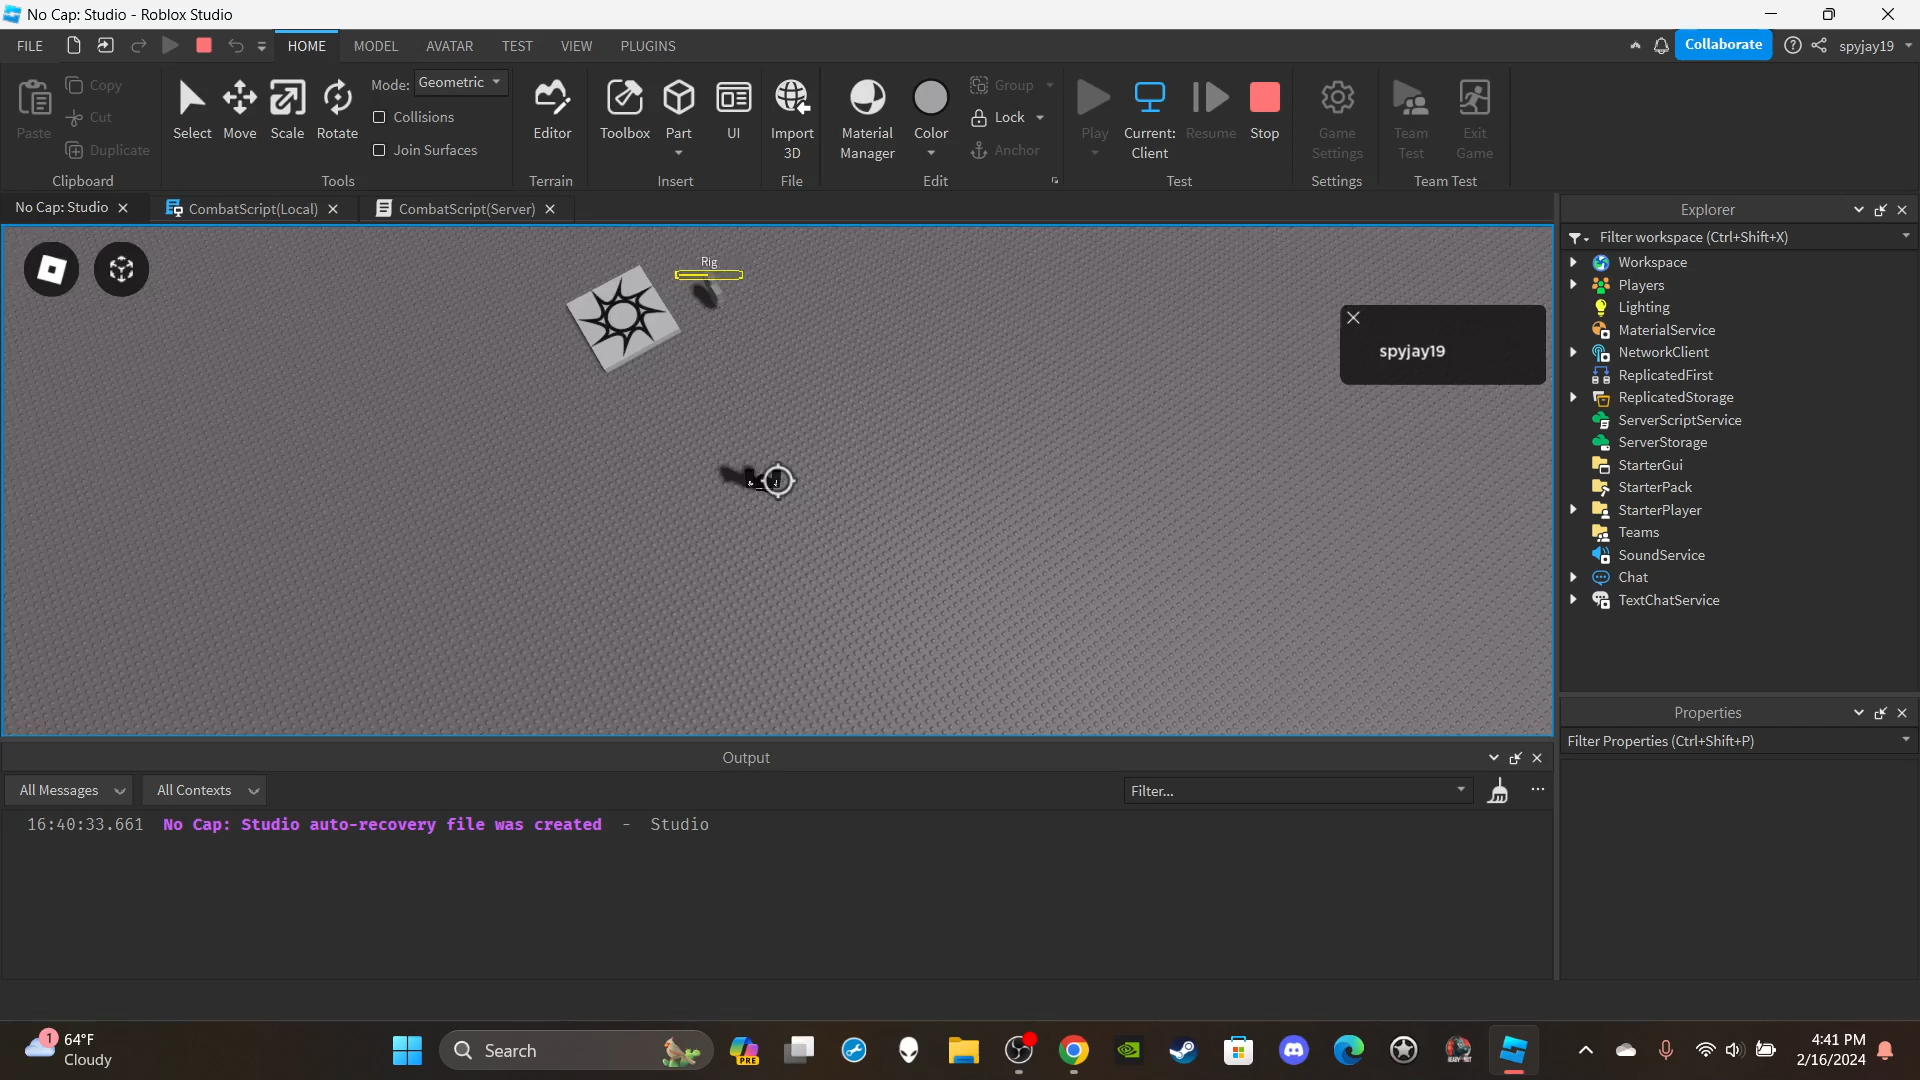 No Cap: Studio - Roblox Studio
FILE HOME MODEL AVATAR TEST VIEW PLUGINS Collaborate spyjay19
Paste
Copy
Cut
Duplicate
Clipboard
Select
Move
Scale
Rotate
Mode: Geometric
Collisions
Join Surfaces
Tools
Editor
Terrain
Toolbox
Part
UI
Insert
Import
3D
File
Material
Manager
Color
Group
Lock
Anchor
Edit
Play
Current:
Client
Resume
Stop
Test
Game
Settings
Settings
Team
Test
Exit
Game
Team Test
No Cap: Studio CombatScript(Local) CombatScript(Server)
Rig
spyjay19
Explorer
Filter workspace (Ctrl+Shift+X)
Workspace
Players
Lighting
MaterialService
NetworkClient
ReplicatedFirst
ReplicatedStorage
ServerScriptService
ServerStorage
StarterGui
StarterPack
StarterPlayer
Teams
SoundService
Chat
TextChatService
Properties
Filter Properties (Ctrl+Shift+P)
Output
All Messages All Contexts Filter...
16:40:33.661 No Cap: Studio auto-recovery file was created - Studio
1
64°F
Cloudy
Search
PRE
4:41 PM
2/16/2024